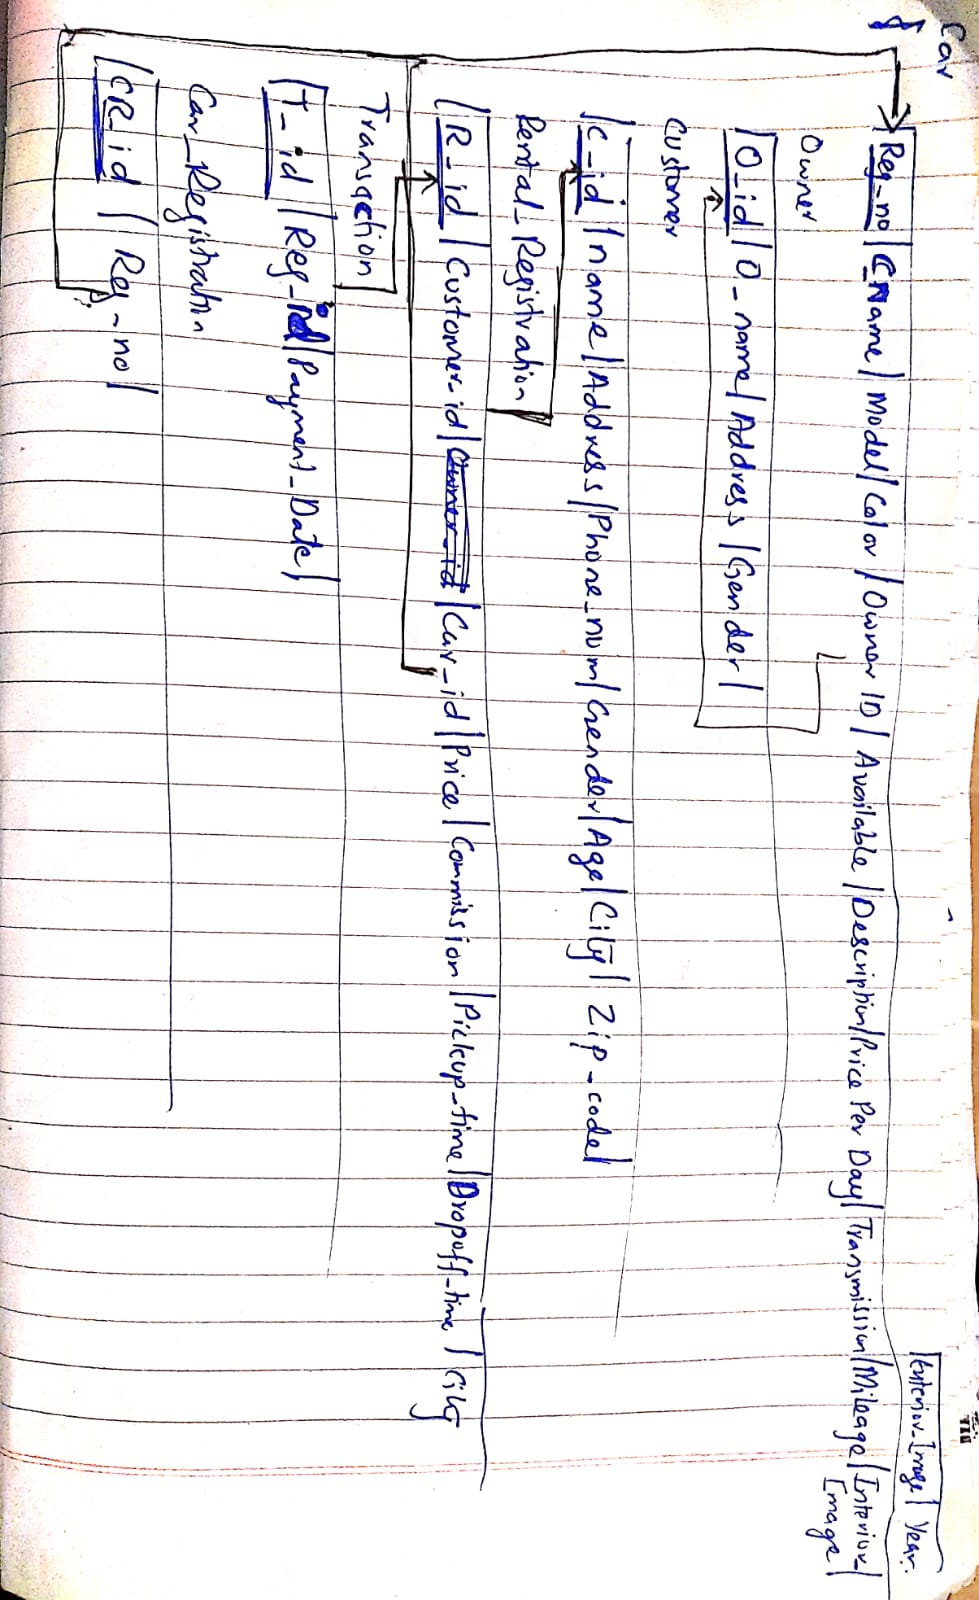 Car
Exterior_Image| Year.
Reg_no | CName | Model | Color | Owner ID | Available | Description | Price Per Day | Transmission | Mileage | Interior_
Image |
Owner
| O_id | O_name | Address | Gender |
Customer
| C_id | name | Address | Phone_num | Gender | Age | City | Zip_code |
Rental_Registration
| R_id | Customer_id | Owner_id | Car_id | Price | Commission | Pickup_time | Dropoff_time | City
Transaction
| T_id | Reg_id | Payment_Date |
Car_Registration
| CR_id | Reg_no |